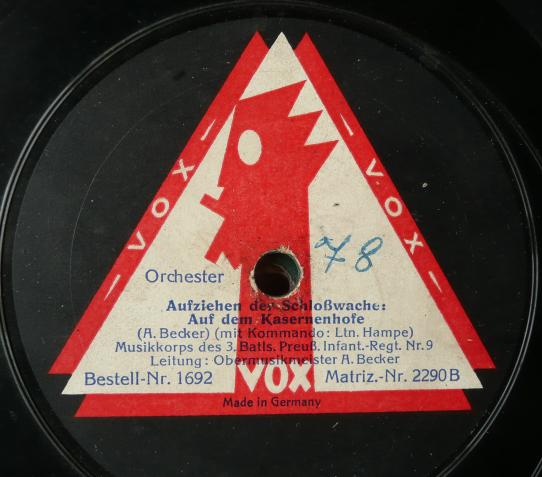 — VOX —
— VOX —
78
Orchester
Aufziehen der Schloßwache:
Auf dem Kasernenhofe
(A. Becker) (mit Kommando: Ltn. Hampe)
Musikkorps des 3. Batls. Preuß. Infant.-Regt. Nr. 9
Leitung: Obermusikmeister A. Becker
Bestell-Nr. 1692 VOX Matriz.-Nr. 2290 B
Made in Germany